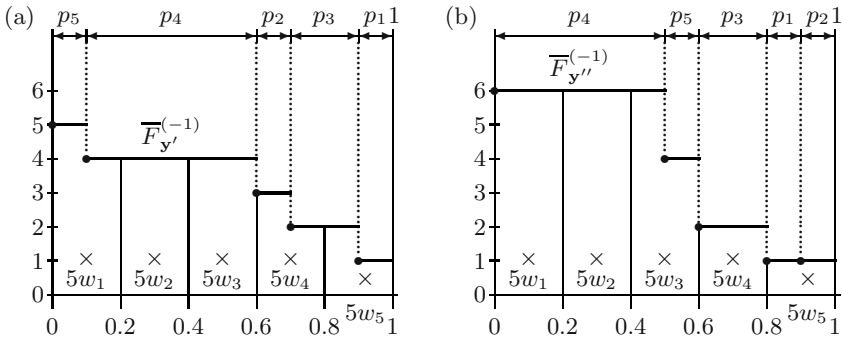 (a) p₅ p₄ p₂ p₃ p₁ 1
6
5
4
3
2
1
0
F̅_𝐲′^(−1)
× × × × ×
5w₁ 5w₂ 5w₃ 5w₄
5w₅
0 0.2 0.4 0.6 0.8 1
(b) p₄ p₅ p₃ p₁ p₂ 1
6
5
4
3
2
1
0
F̅_𝐲″^(−1)
× × × × ×
5w₁ 5w₂ 5w₃ 5w₄
5w₅
0 0.2 0.4 0.6 0.8 1